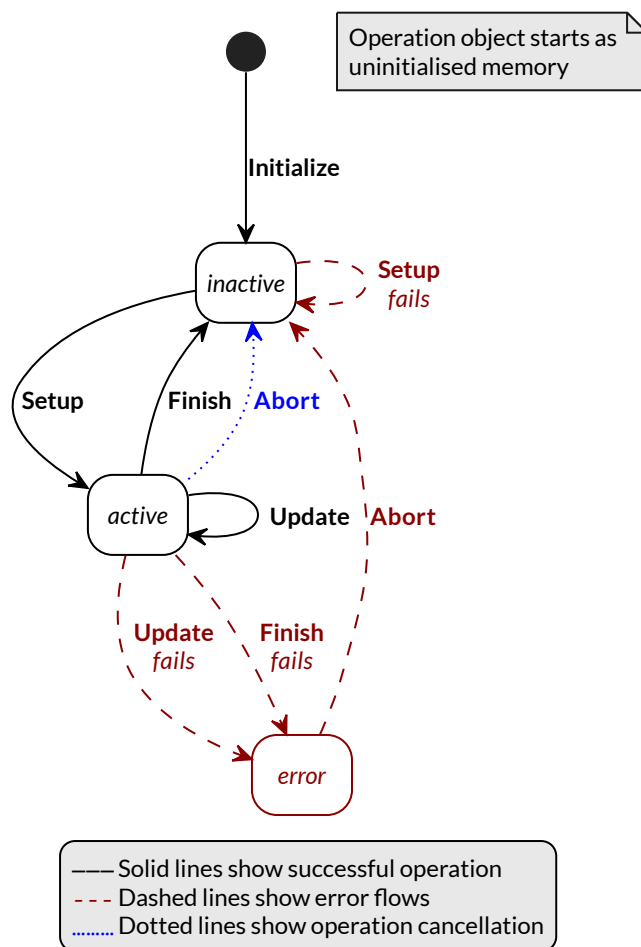 Operation object starts as
uninitialised memory
Initialize
inactive
Setup
fails
Setup
Finish
Abort
active
Update
Abort
Update
fails
Finish
fails
error
Solid lines show successful operation
Dashed lines show error flows
Dotted lines show operation cancellation